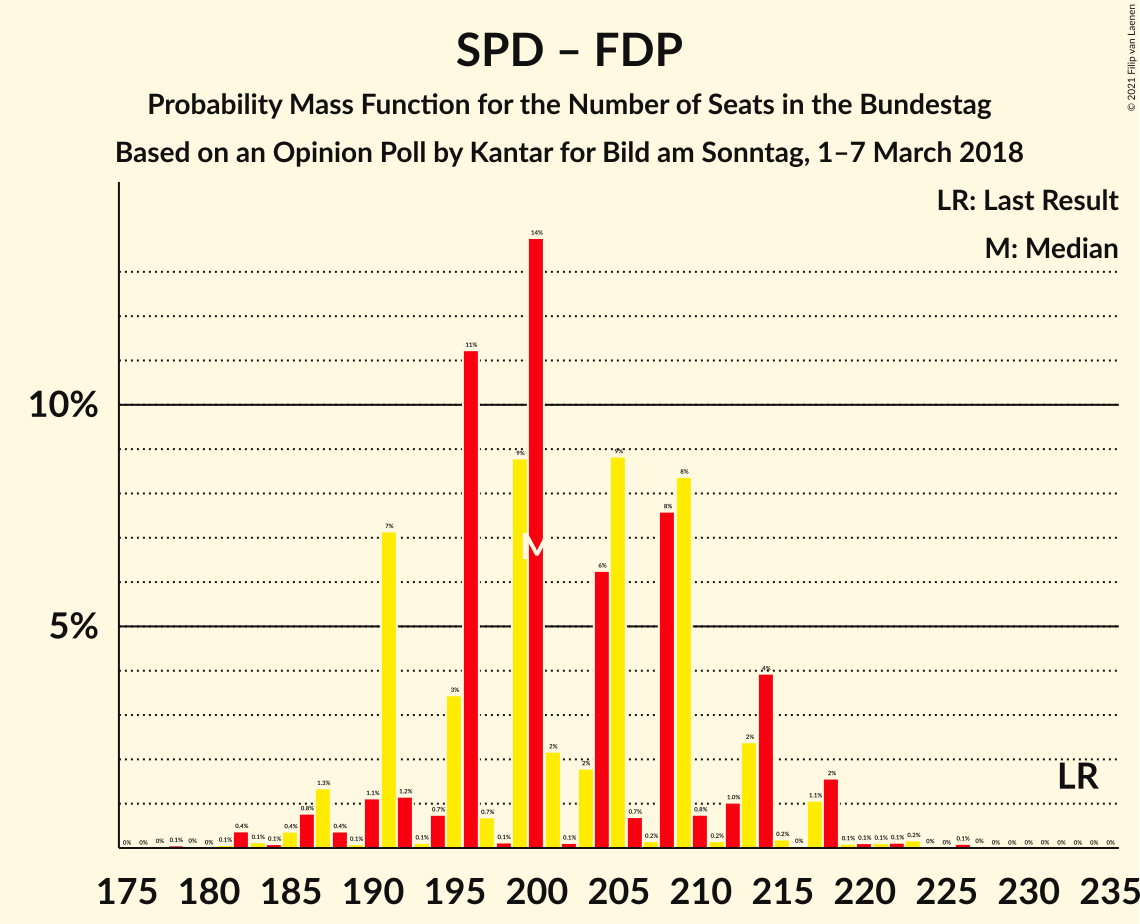 SPD – FDP
Probability Mass Function for the Number of Seats in the Bundestag
Based on an Opinion Poll by Kantar for Bild am Sonntag, 1–7 March 2018
© 2021 Filip van Laenen
LR: Last Result
M: Median
10%
5%
0% 0% 0% 0.1% 0% 0% 0.1% 0.4% 0.1% 0.1% 0.4% 0.8% 1.3% 0.4% 0.1% 1.1% 7% 1.2% 0.1% 0.7% 3% 11% 0.7% 0.1% 9% 14% 2% 0.1% 2% 6% 9% 0.7% 0.2% 8% 8% 0.8% 0.2% 1.0% 2% 4% 0.2% 0% 1.1% 2% 0.1% 0.1% 0.1% 0.1% 0.2% 0% 0% 0.1% 0% 0% 0% 0% 0% 0% 0% 0% 0%
M
LR
175 180 185 190 195 200 205 210 215 220 225 230 235